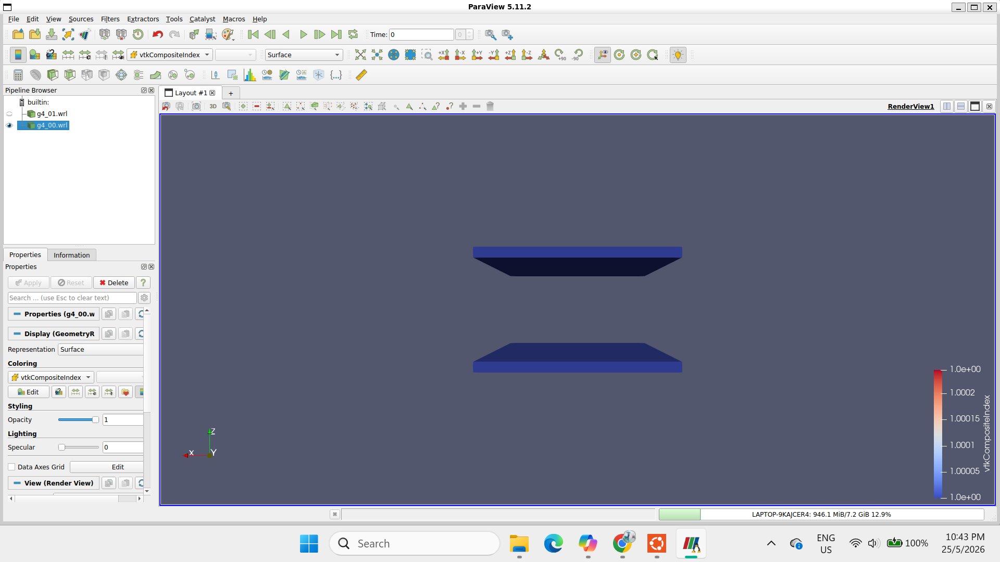 ParaView 5.11.2
File Edit View Sources Filters Extractors Tools Catalyst Macros Help
Time: 0 0
vtkCompositeIndex Surface +X -X +Y -Y +Z -Z +90 -90
Pipeline Browser
Layout #1 +
builtin:
3D RenderView1
g4_01.wrl
g4_00.wrl
Properties Information
Properties
Apply Reset Delete ?
Search ... (use Esc to clear text)
Properties (g4_00.w
Display (GeometryR
Representation Surface
Coloring
vtkCompositeIndex
Edit
Styling
Opacity 1
Lighting
Specular 0
Data Axes Grid Edit
View (Render View)
Z
X Y
1.0e+00
1.0002
1.00015
1.0001
1.00005
1.0e+00
vtkCompositeIndex
LAPTOP-9KAJCER4: 946.1 MiB/7.2 GiB 12.9%
Search
ENG
US
100%
10:43 PM
25/5/2026